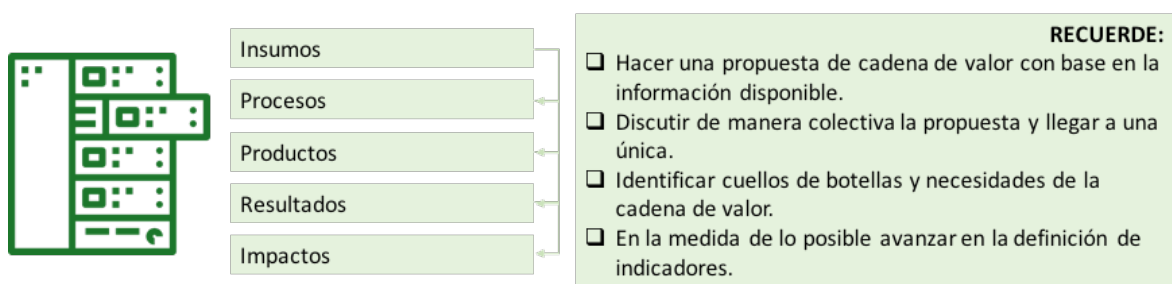 Insumos
Procesos
Productos
Resultados
Impactos
RECUERDE:
❑ Hacer una propuesta de cadena de valor con base en la
información disponible.
❑ Discutir de manera colectiva la propuesta y llegar a una
única.
❑ Identificar cuellos de botellas y necesidades de la
cadena de valor.
❑ En la medida de lo posible avanzar en la definición de
indicadores.